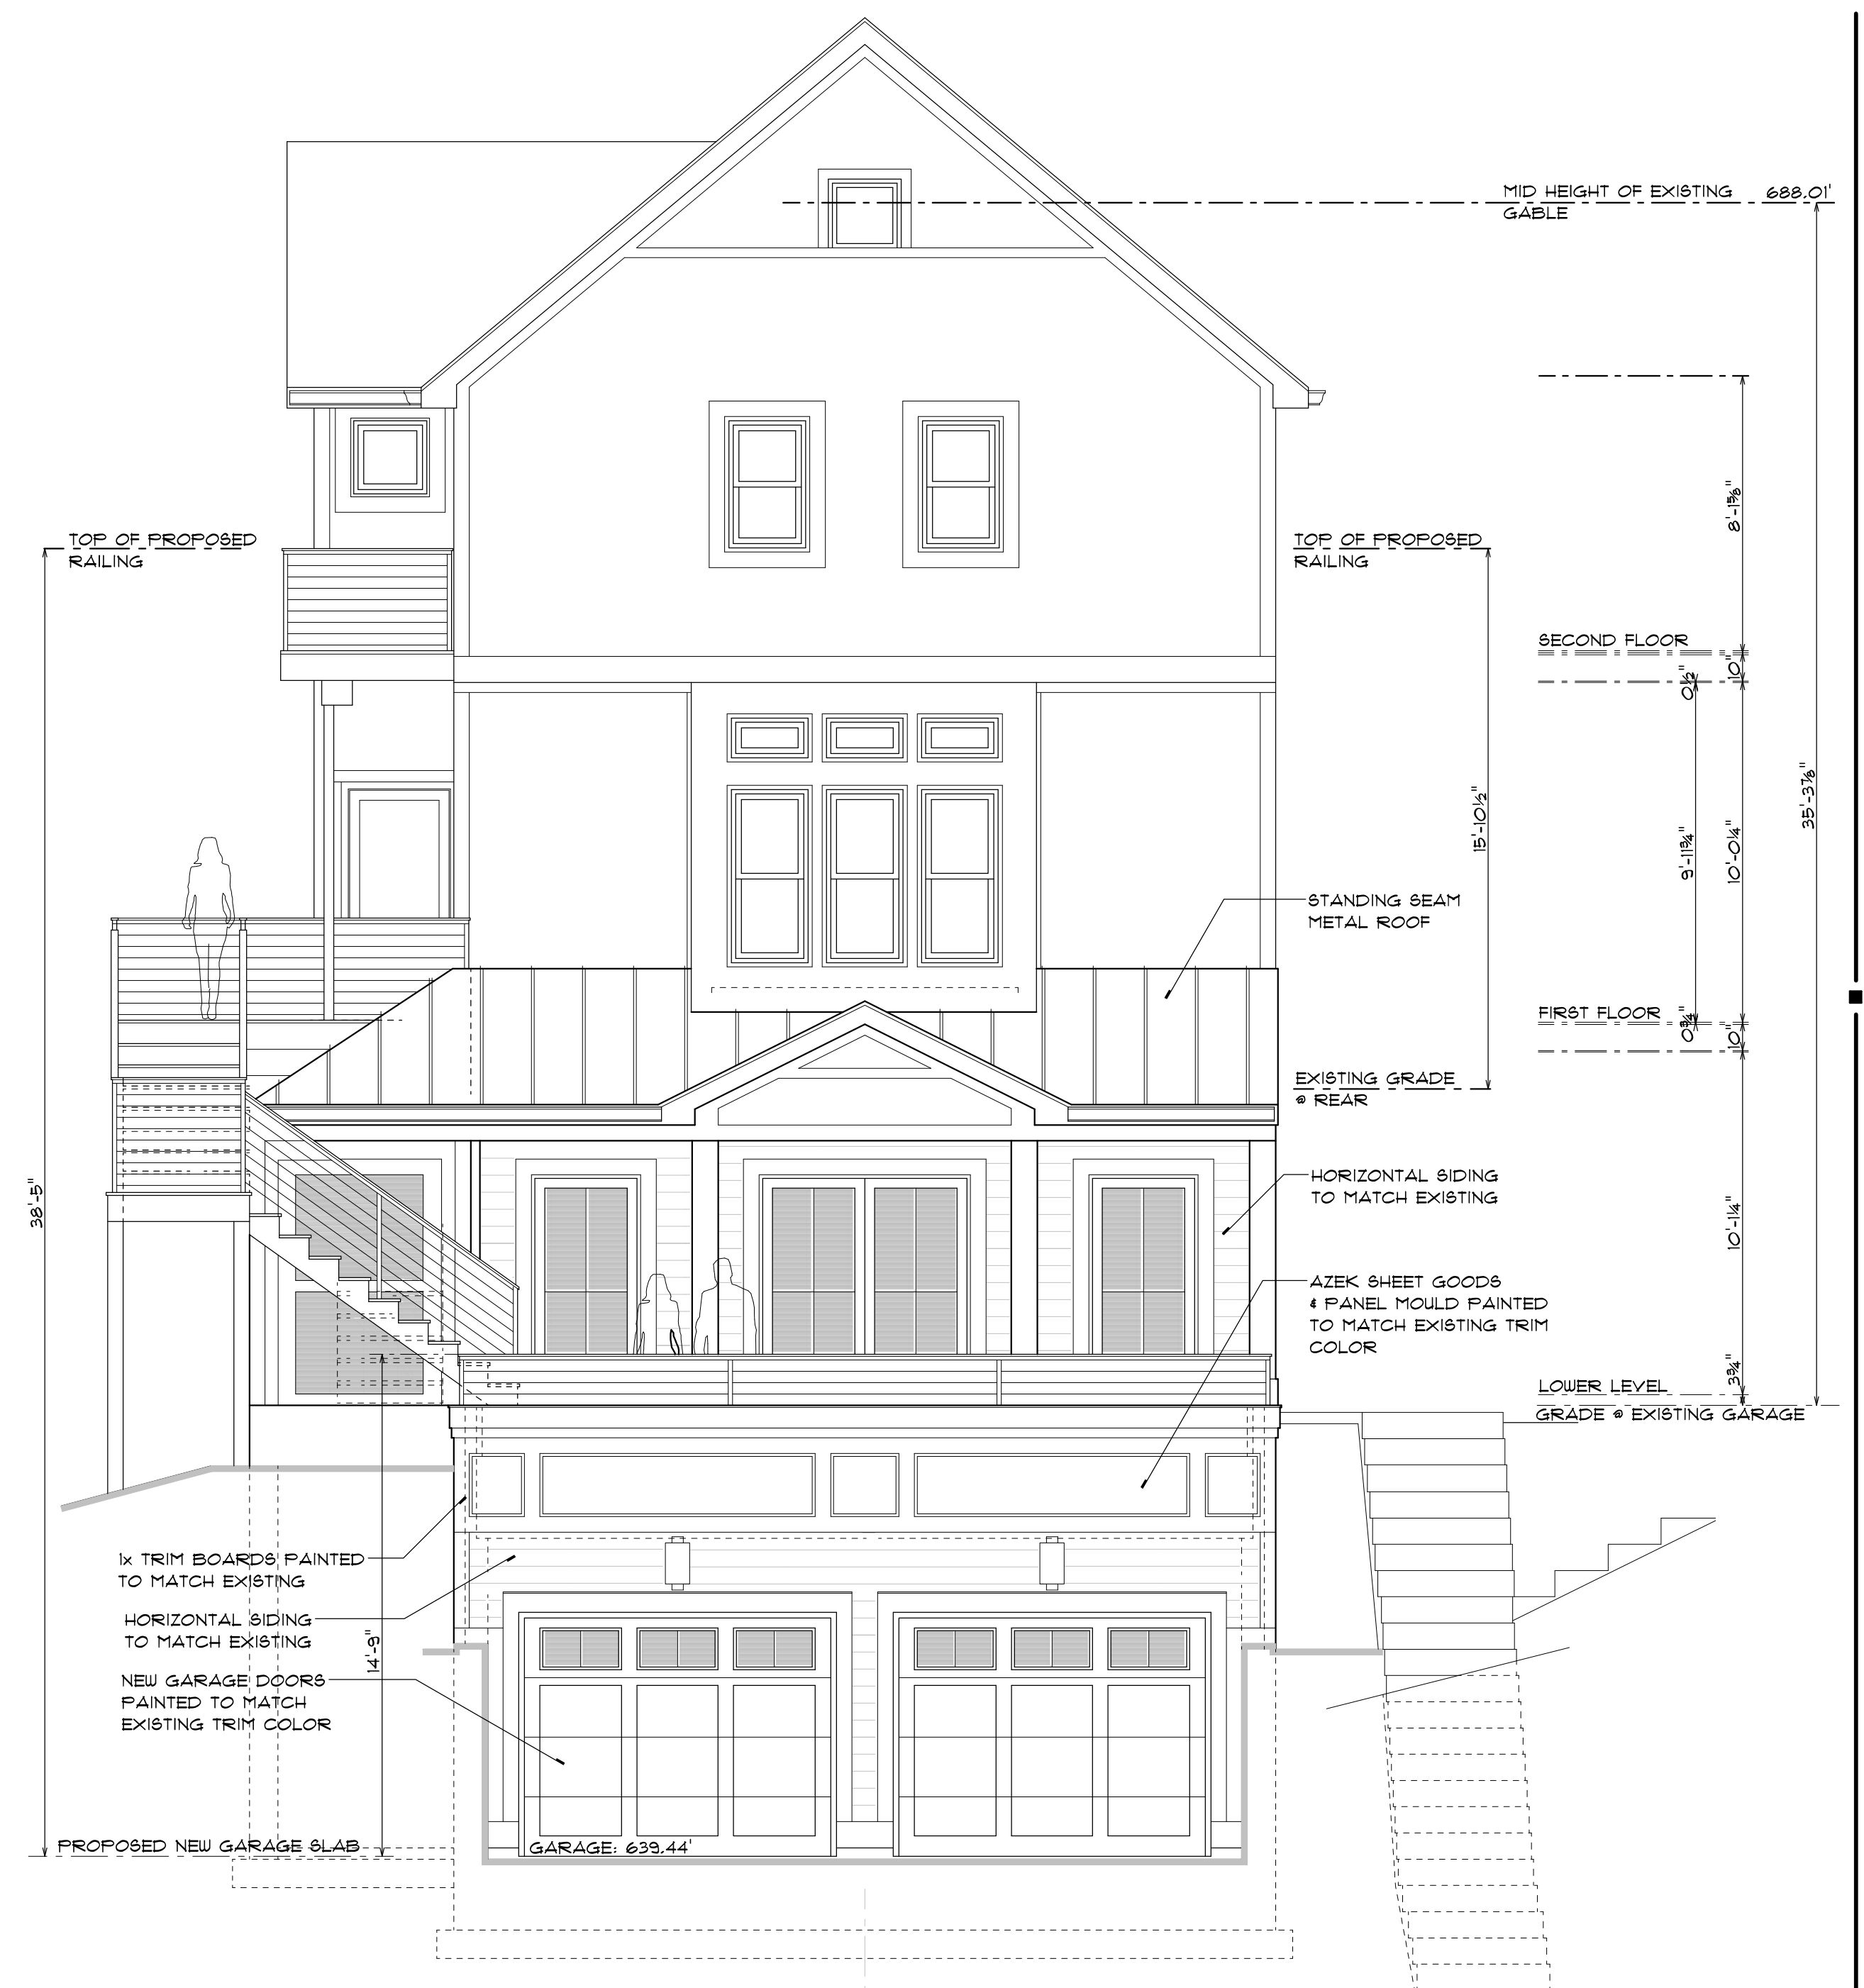 MID HEIGHT OF EXISTING 688.01'
GABLE
TOP OF PROPOSED
RAILING
TOP OF PROPOSED
RAILING
8'-1⅝"
SECOND FLOOR
10"
0½"
35'-3⅞"
15'-10½"
9'-11¾"
10'-0¼"
STANDING SEAM
METAL ROOF
FIRST FLOOR
0¾"
10"
EXISTING GRADE
@ REAR
38'-5"
HORIZONTAL SIDING
TO MATCH EXISTING
10'-1¼"
AZEK SHEET GOODS
& PANEL MOULD PAINTED
TO MATCH EXISTING TRIM
COLOR
3¾"
LOWER LEVEL
GRADE @ EXISTING GARAGE
1x TRIM BOARDS PAINTED
TO MATCH EXISTING
HORIZONTAL SIDING
TO MATCH EXISTING
14'-9"
NEW GARAGE DOORS
PAINTED TO MATCH
EXISTING TRIM COLOR
PROPOSED NEW GARAGE SLAB
GARAGE: 639.44'